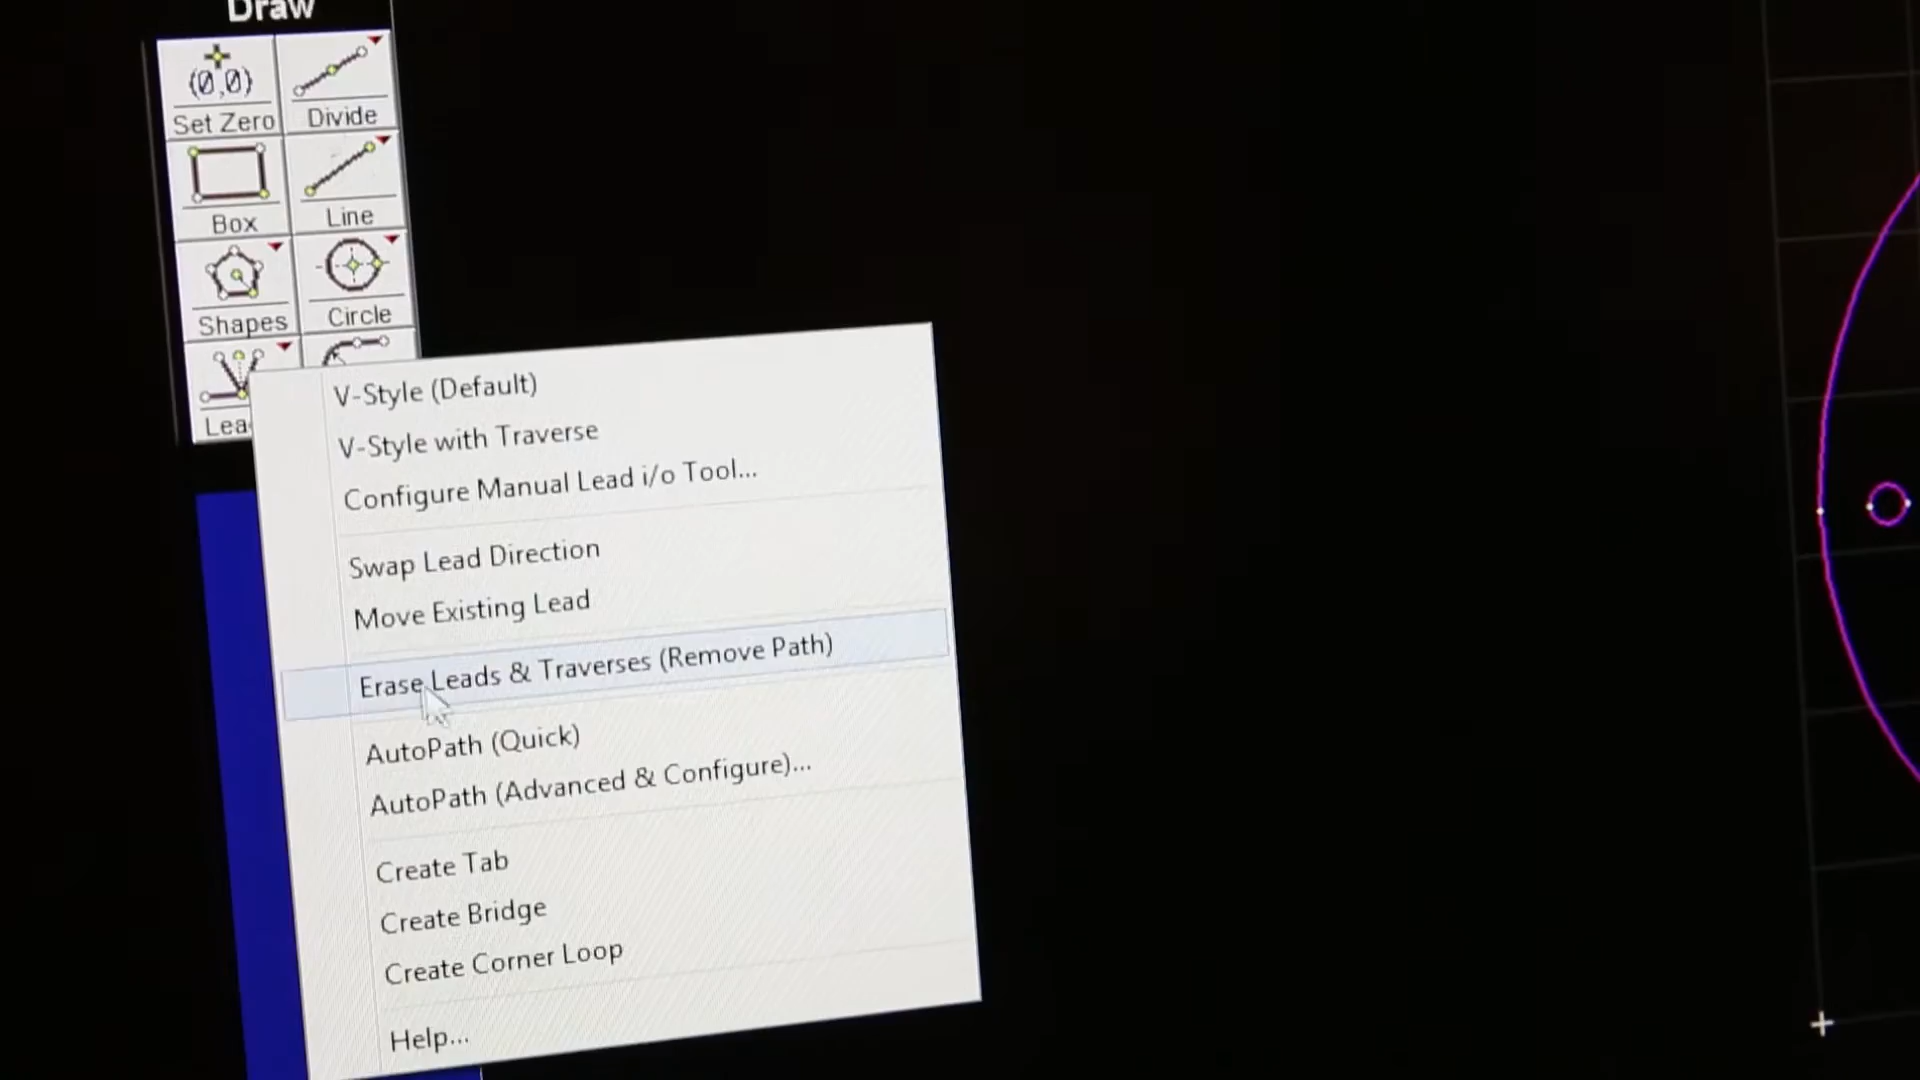 Draw
(0,0)
Set Zero
Divide
Box
Line
Shapes
Circle
V-Style (Default)
V-Style with Traverse
Configure Manual Lead i/o Tool...
Swap Lead Direction
Move Existing Lead
Erase Leads & Traverses (Remove Path)
AutoPath (Quick)
AutoPath (Advanced & Configure)...
Create Tab
Create Bridge
Create Corner Loop
Help...